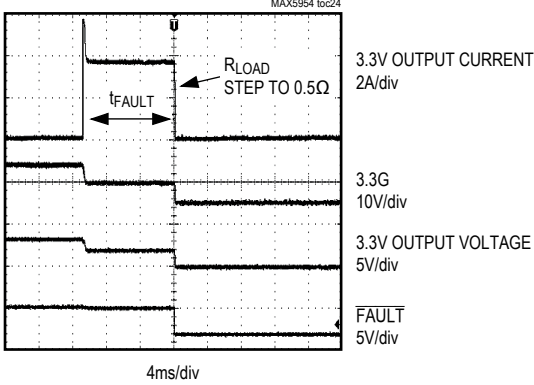 MAX5954 toc24
T
RLOAD
STEP TO 0.5Ω
tFAULT
3.3V OUTPUT CURRENT
2A/div
3.3G
10V/div
3.3V OUTPUT VOLTAGE
5V/div
FAULT
5V/div
4ms/div